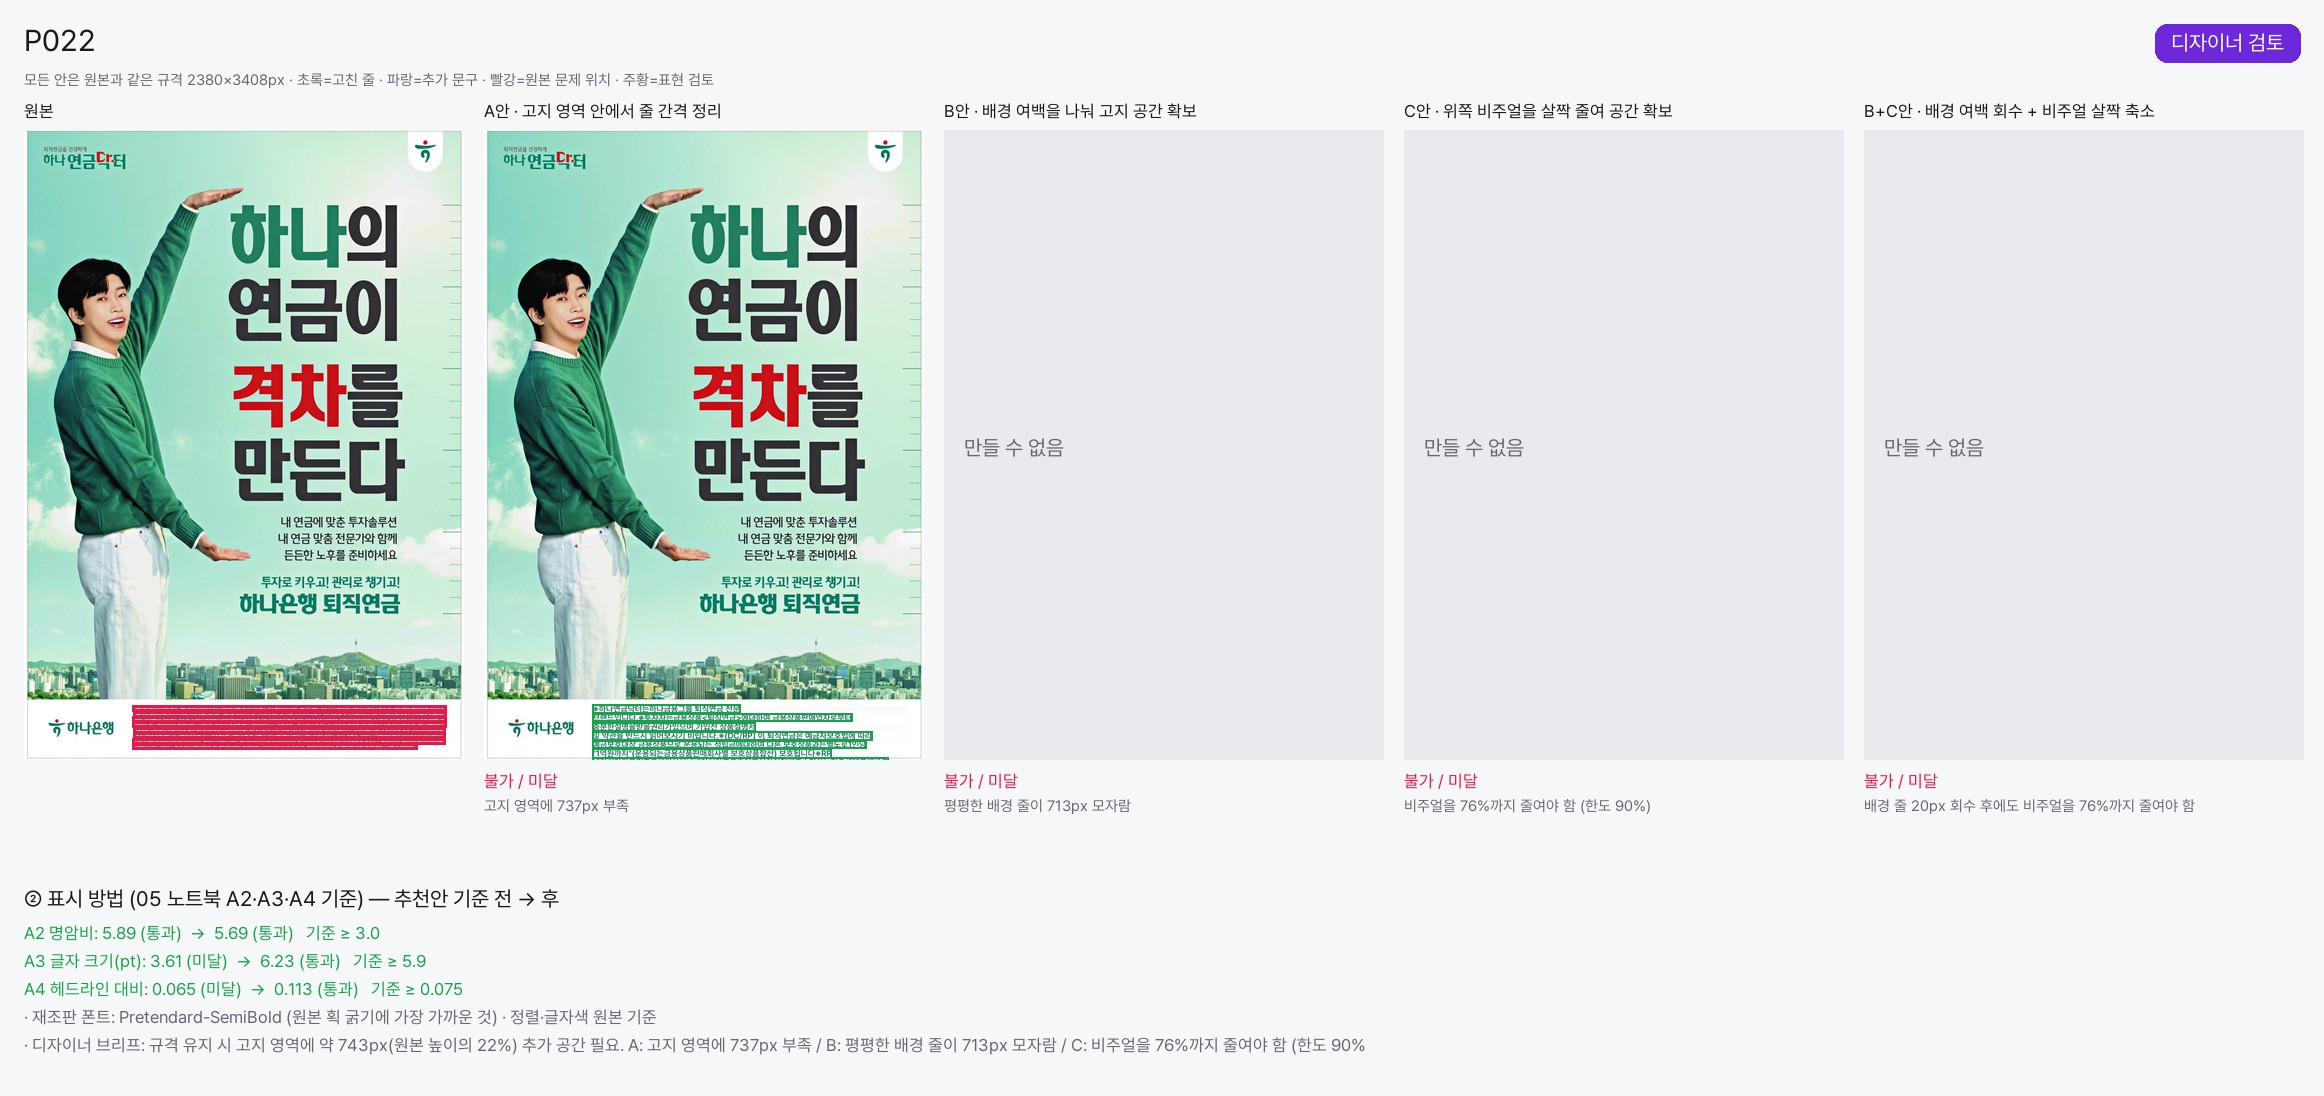 P022
디자이너 검토
모든 안은 원본과 같은 규격 2380×3408px · 초록=고친 줄 · 파랑=추가 문구 · 빨강=원본 문제 위치 · 주황=표현 검토
원본
A안 · 고지 영역 안에서 줄 간격 정리
B안 · 배경 여백을 나눠 고지 공간 확보
C안 · 위쪽 비주얼을 살짝 줄여 공간 확보
B+C안 · 배경 여백 회수 + 비주얼 살짝 축소
퇴직연금을 건강하게
하나 연금닥터
하나의
연금이
격차를
만든다
내 연금에 맞춘 투자솔루션
내 연금 맞춤 전문가와 함께
든든한 노후를 준비하세요
투자로 키우고! 관리로 챙기고!
하나은행 퇴직연금
하나은행
퇴직연금을 건강하게
하나 연금닥터
하나의
연금이
격차를
만든다
내 연금에 맞춘 투자솔루션
내 연금 맞춤 전문가와 함께
든든한 노후를 준비하세요
투자로 키우고! 관리로 챙기고!
하나은행 퇴직연금
하나은행
만들 수 없음
만들 수 없음
만들 수 없음
불가 / 미달
고지 영역에 737px 부족
불가 / 미달
평평한 배경 줄이 713px 모자람
불가 / 미달
비주얼을 76%까지 줄여야 함 (한도 90%)
불가 / 미달
배경 줄 20px 회수 후에도 비주얼을 76%까지 줄여야 함
② 표시 방법 (05 노트북 A2·A3·A4 기준) — 추천안 기준 전 → 후
A2 명암비: 5.89 (통과) → 5.69 (통과) 기준 ≥ 3.0
A3 글자 크기(pt): 3.61 (미달) → 6.23 (통과) 기준 ≥ 5.9
A4 헤드라인 대비: 0.065 (미달) → 0.113 (통과) 기준 ≥ 0.075
· 재조판 폰트: Pretendard-SemiBold (원본 획 굵기에 가장 가까운 것) · 정렬·글자색 원본 기준
· 디자이너 브리프: 규격 유지 시 고지 영역에 약 743px(원본 높이의 22%) 추가 공간 필요. A: 고지 영역에 737px 부족 / B: 평평한 배경 줄이 713px 모자람 / C: 비주얼을 76%까지 줄여야 함 (한도 90%